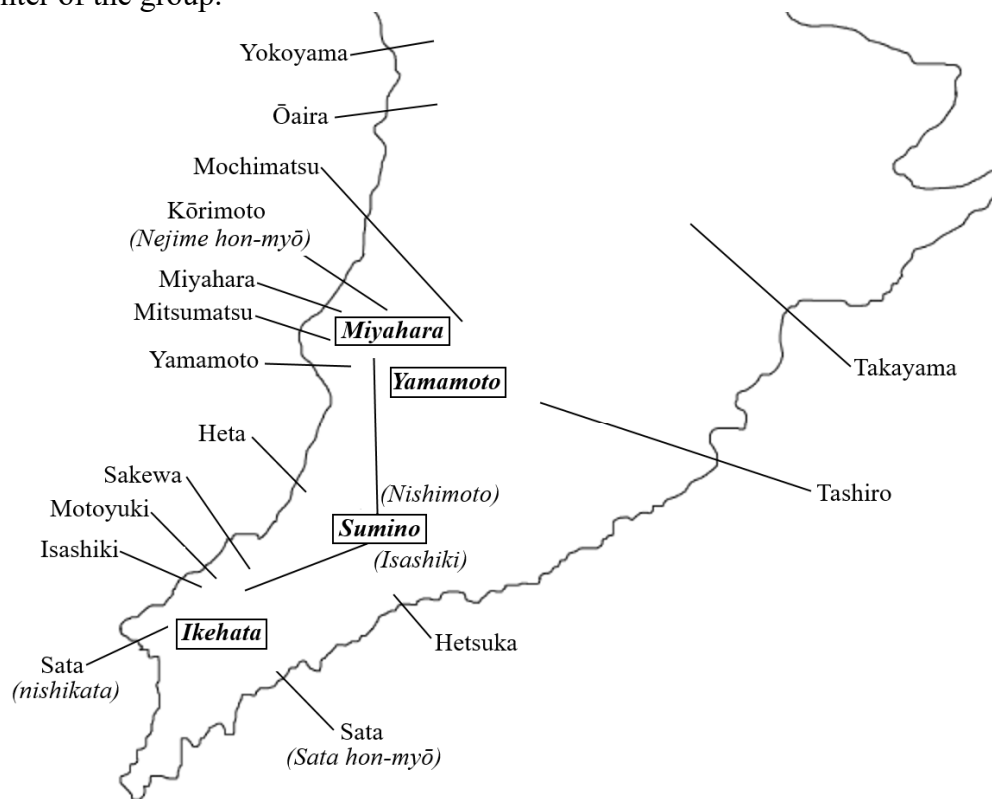 nter of the group.
Yokoyama
Ōaira
Mochimatsu
Kōrimoto
(Nejime hon-myō)
Miyahara
Mitsumatsu
Miyahara
Yamamoto
Yamamoto
Takayama
Heta
Sakewa
(Nishimoto)
Tashiro
Motoyuki
Sumino
Isashiki
(Isashiki)
Ikehata
Hetsuka
Sata
(nishikata)
Sata
(Sata hon-myō)